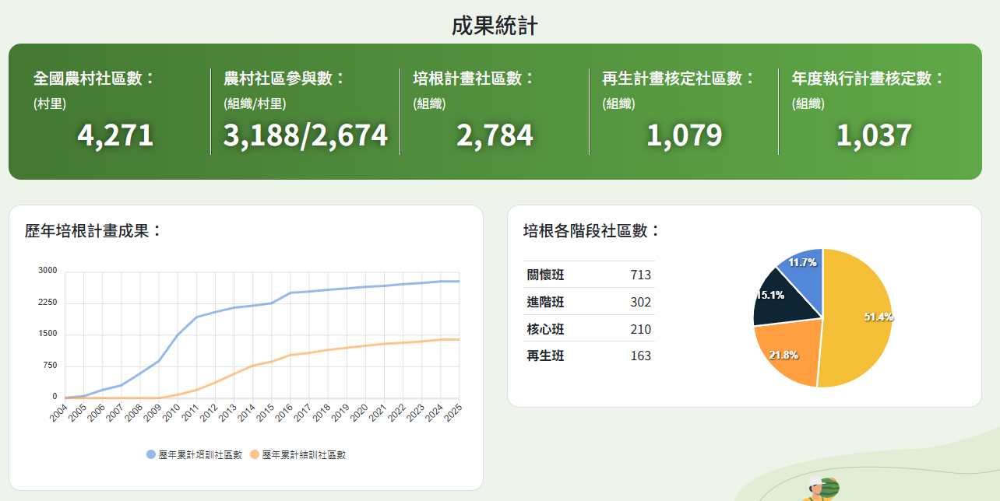 成果統計
全國農村社區數：
(村里)
4,271
農村社區參與數：
(組織/村里)
3,188/2,674
培根計畫社區數：
(組織)
2,784
再生計畫核定社區數：
(組織)
1,079
年度執行計畫核定數：
(組織)
1,037
歷年培根計畫成果：
3000
2250
1500
750
0
2004
2005
2006
2007
2008
2009
2010
2011
2012
2013
2014
2015
2016
2017
2018
2019
2020
2021
2022
2023
2024
2025
歷年累計培訓社區數
歷年累計結訓社區數
培根各階段社區數：
關懷班 713
進階班 302
核心班 210
再生班 163
11.7%
15.1%
51.4%
21.8%